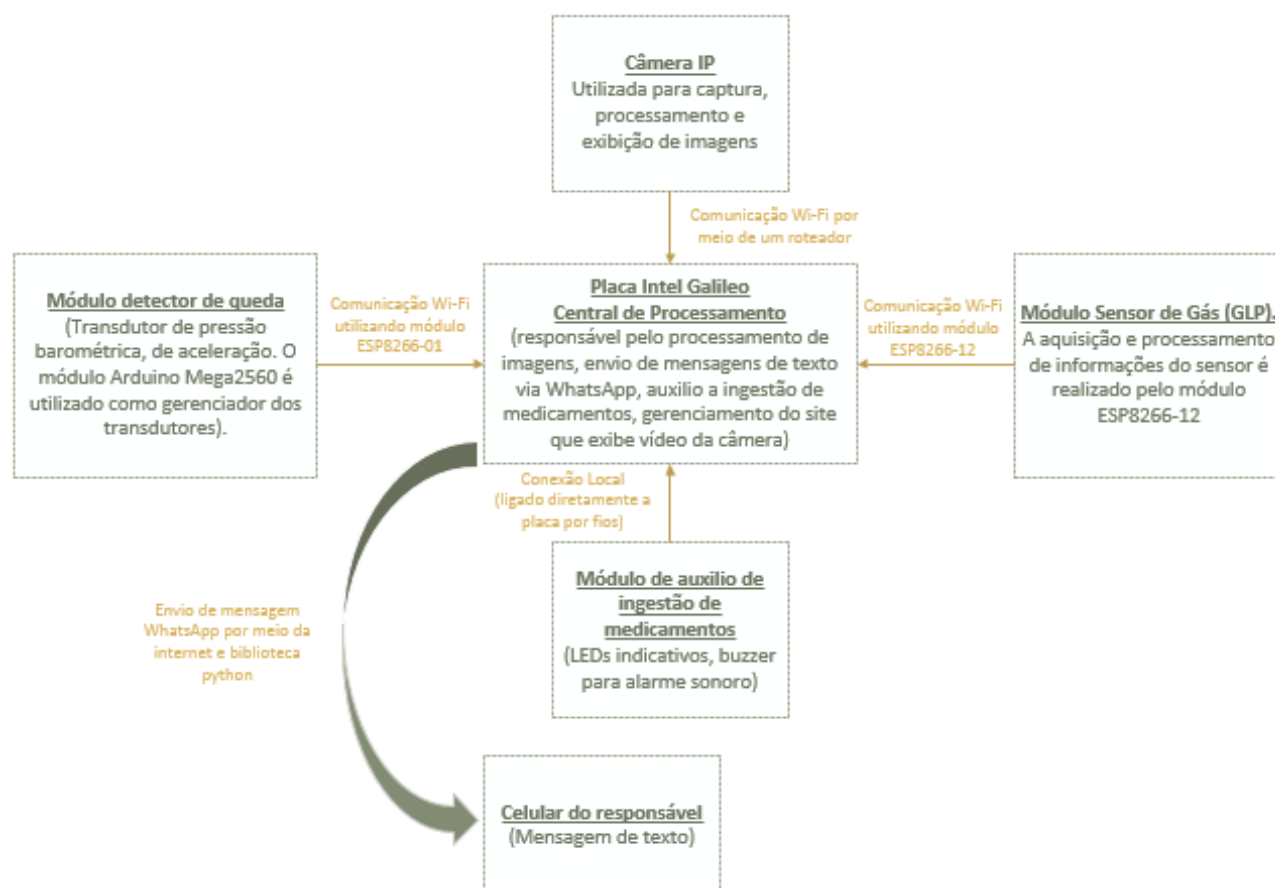 Câmera IP
Utilizada para captura,
processamento e
exibição de imagens
Comunicação Wi-Fi por
meio de um roteador
Módulo detector de queda
(Transdutor de pressão
barométrica, de aceleração. O
módulo Arduino Mega2560 é
utilizado como gerenciador dos
transdutores).
Comunicação Wi-Fi
utilizando módulo
ESP8266-01
Placa Intel Galileo
Central de Processamento
(responsável pelo processamento de
imagens, envio de mensagens de texto
via WhatsApp, auxilio a ingestão de
medicamentos, gerenciamento do site
que exibe vídeo da câmera)
Comunicação Wi-Fi
utilizando módulo
ESP8266-12
Módulo Sensor de Gás (GLP).
A aquisição e processamento
de informações do sensor é
realizado pelo módulo
ESP8266-12
Conexão Local
(ligado diretamente a
placa por fios)
Módulo de auxilio de
ingestão de
medicamentos
(LEDs indicativos, buzzer
para alarme sonoro)
Envio de mensagem
WhatsApp por meio da
internet e biblioteca
python
Celular do responsável
(Mensagem de texto)